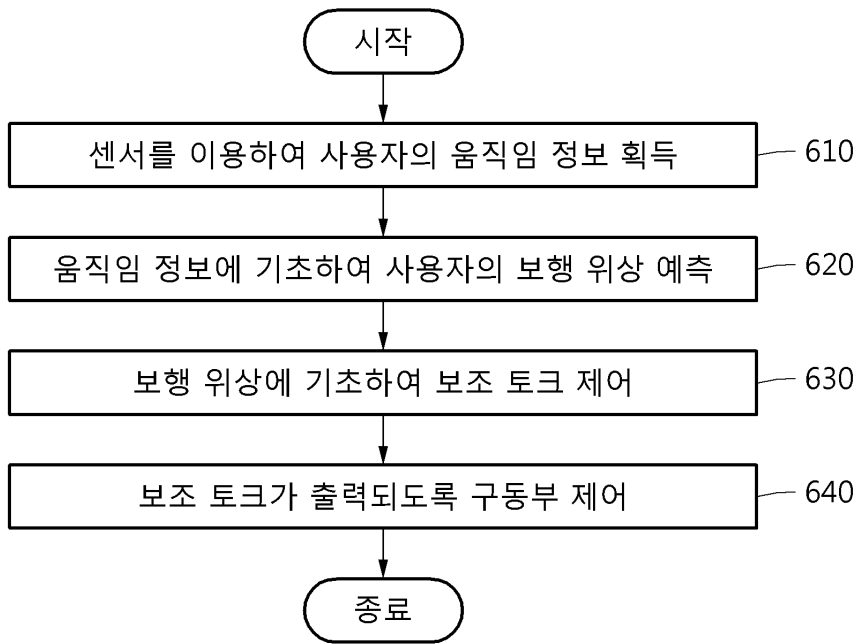 시작
센서를 이용하여 사용자의 움직임 정보 획득 610
움직임 정보에 기초하여 사용자의 보행 위상 예측 620
보행 위상에 기초하여 보조 토크 제어 630
보조 토크가 출력되도록 구동부 제어 640
종료